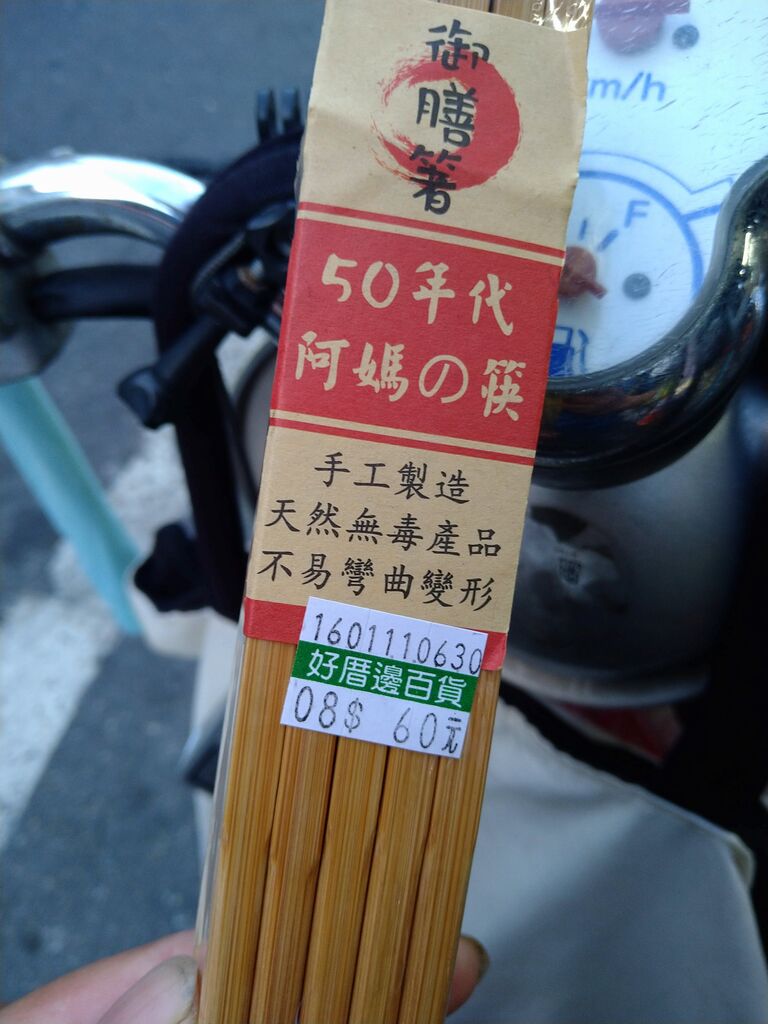 御膳箸
50年代
阿媽の筷
手工製造
天然無毒產品
不易彎曲變形
1601110630
好厝邊百貨
08$ 60元
m/h
F